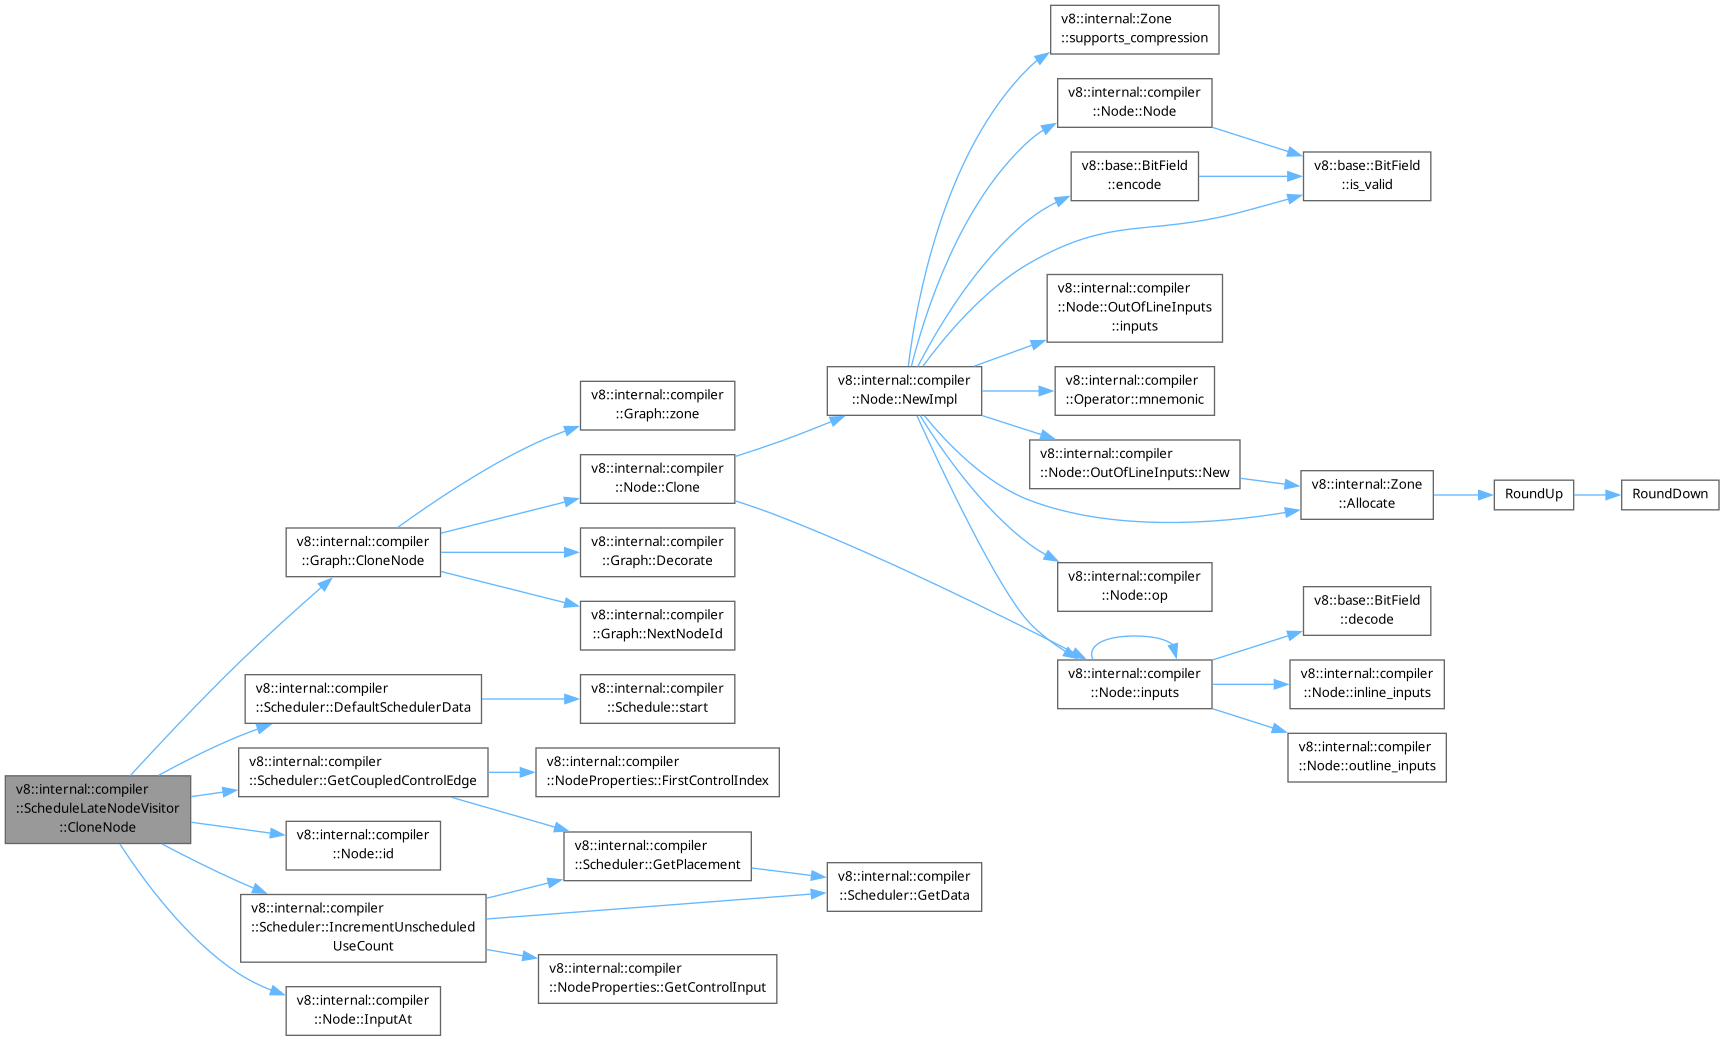 v8::internal::Zone
::supports_compression
v8::internal::compiler
::Node::Node
v8::base::BitField
::encode
v8::base::BitField
::is_valid
v8::internal::compiler
::Node::OutOfLineInputs
::inputs
v8::internal::compiler
::Node::NewImpl
v8::internal::compiler
::Operator::mnemonic
v8::internal::compiler
::Graph::zone
v8::internal::compiler
::Node::Clone
v8::internal::compiler
::Node::OutOfLineInputs::New
v8::internal::Zone
::Allocate
RoundUp
RoundDown
v8::internal::compiler
::Graph::CloneNode
v8::internal::compiler
::Graph::Decorate
v8::internal::compiler
::Node::op
v8::internal::compiler
::Graph::NextNodeId
v8::base::BitField
::decode
v8::internal::compiler
::Node::inputs
v8::internal::compiler
::Node::inline_inputs
v8::internal::compiler
::Scheduler::DefaultSchedulerData
v8::internal::compiler
::Schedule::start
v8::internal::compiler
::Node::outline_inputs
v8::internal::compiler
::Scheduler::GetCoupledControlEdge
v8::internal::compiler
::NodeProperties::FirstControlIndex
v8::internal::compiler
::ScheduleLateNodeVisitor
::CloneNode
v8::internal::compiler
::Node::id
v8::internal::compiler
::Scheduler::GetPlacement
v8::internal::compiler
::Scheduler::GetData
v8::internal::compiler
::Scheduler::IncrementUnscheduled
UseCount
v8::internal::compiler
::NodeProperties::GetControlInput
v8::internal::compiler
::Node::InputAt